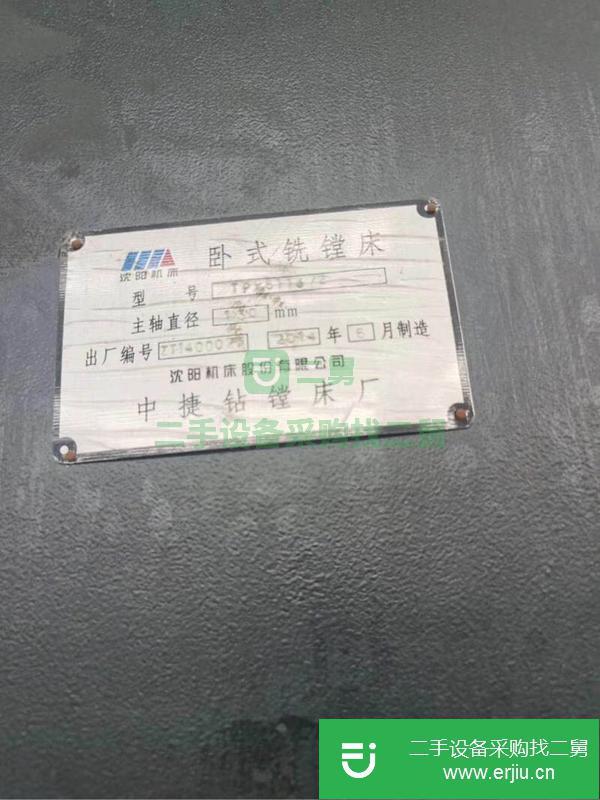 沈阳机床
卧式铣镗床
型 号
主轴直径 mm
出厂编号 2014 年 6 月制造
沈阳机床股份有限公司
中捷钻镗床厂
二舅
二手设备采购找二舅
二手设备采购找二舅
www.erjiu.cn